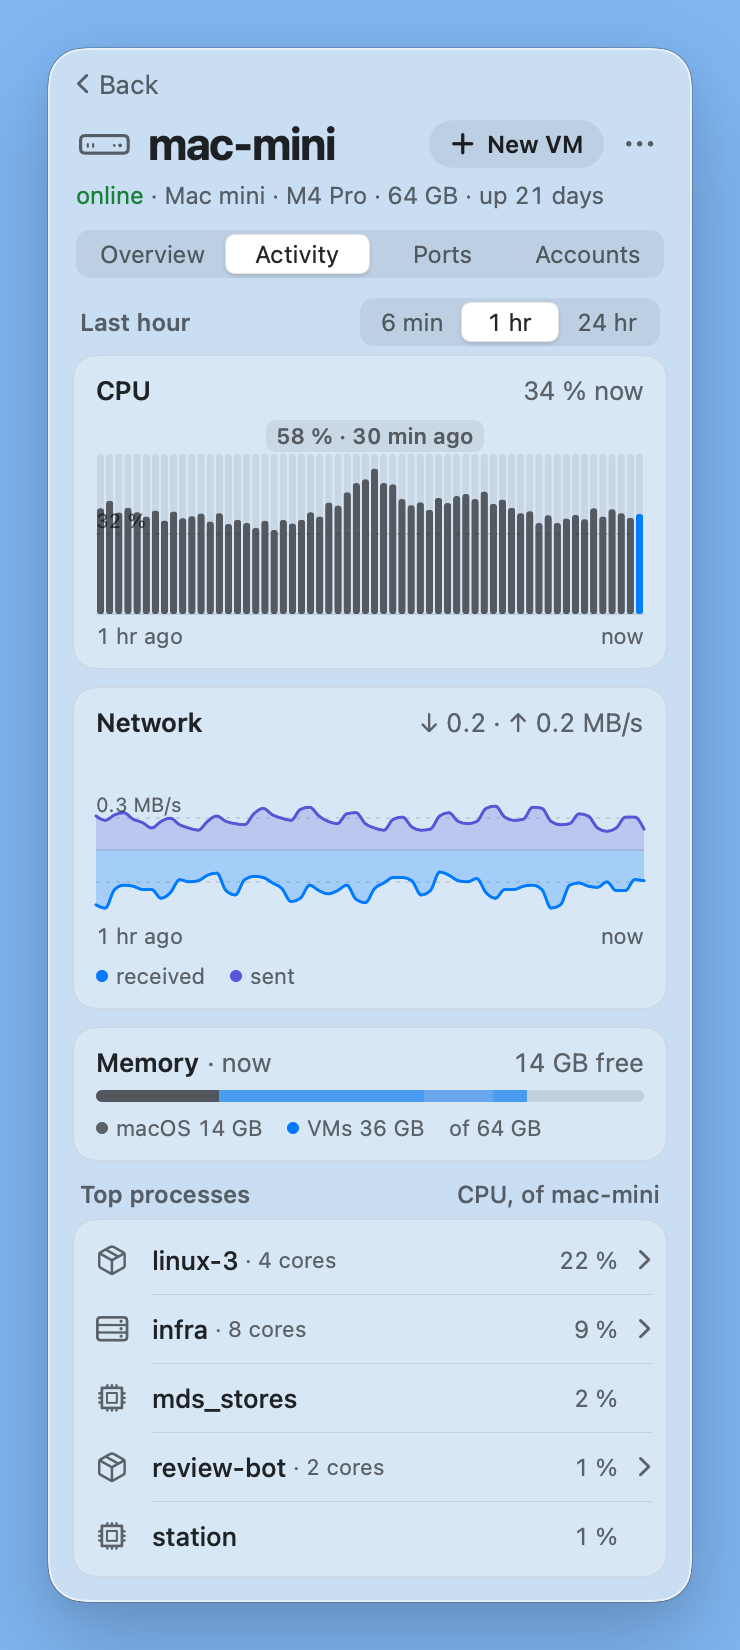 Back
mac-mini
+ New VM ...
online · Mac mini · M4 Pro · 64 GB · up 21 days
Overview Activity Ports Accounts
Last hour 6 min 1 hr 24 hr
CPU 34 % now
58 % · 30 min ago
32 %
1 hr ago now
Network ↓ 0.2 · ↑ 0.2 MB/s
0.3 MB/s
1 hr ago now
received sent
Memory · now 14 GB free
macOS 14 GB VMs 36 GB of 64 GB
Top processes CPU, of mac-mini
linux-3 · 4 cores 22 %
infra · 8 cores 9 %
mds_stores 2 %
review-bot · 2 cores 1 %
station 1 %